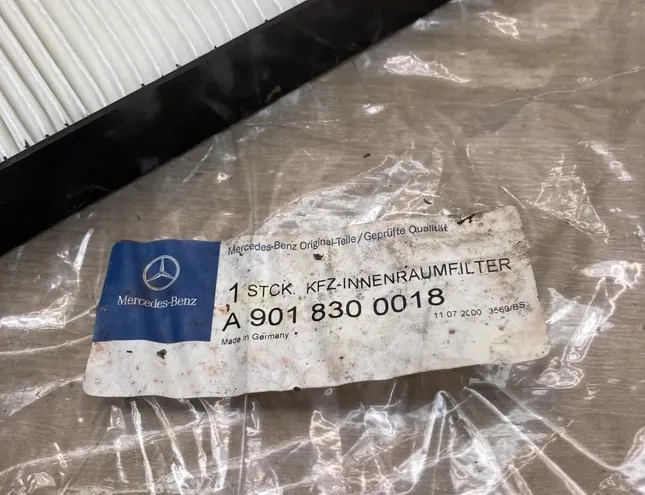 Mercedes-Benz
Mercedes-Benz Original-Teile/Geprüfte Qualität
1 STCK KFZ-INNENRAUMFILTER
A 901 830 0018
11.07 2000 3569/BS
Made in Germany